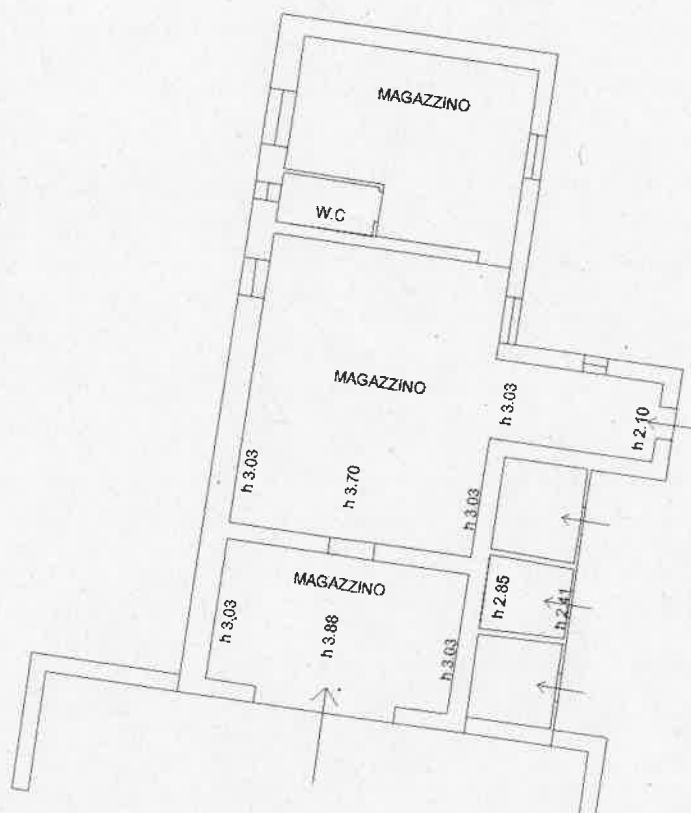 MAGAZZINO
W.C
MAGAZZINO
h 3.03
h 2.10
h 3.03
h 3.70
h 3.03
MAGAZZINO
h 2.85
h 2.41
h 3.03
h 3.88
h 3.03